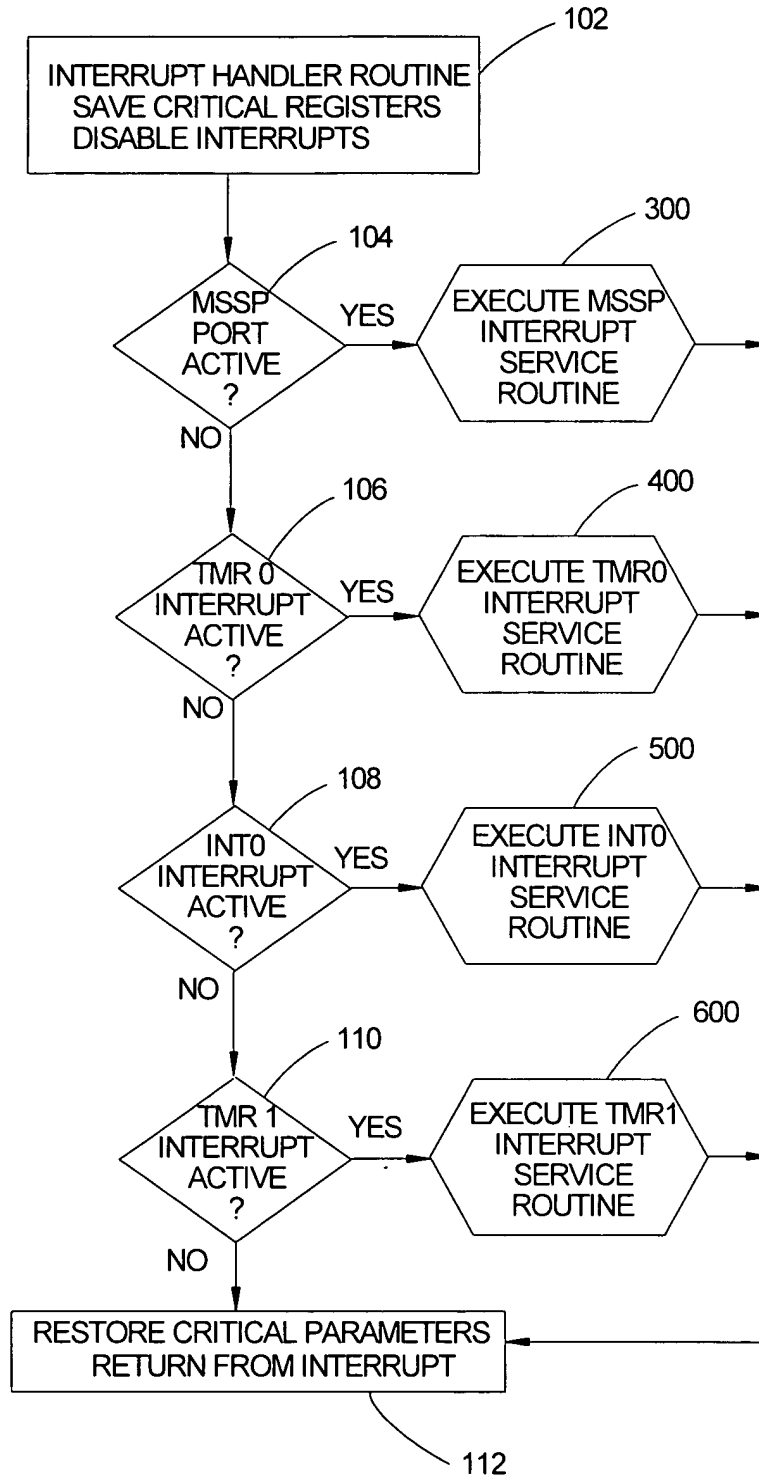 102
INTERRUPT HANDLER ROUTINE
SAVE CRITICAL REGISTERS
DISABLE INTERRUPTS
104
MSSP
PORT
ACTIVE
?
YES
NO
300
EXECUTE MSSP
INTERRUPT
SERVICE
ROUTINE
106
TMR 0
INTERRUPT
ACTIVE
?
YES
NO
400
EXECUTE TMR0
INTERRUPT
SERVICE
ROUTINE
108
INT0
INTERRUPT
ACTIVE
?
YES
NO
500
EXECUTE INT0
INTERRUPT
SERVICE
ROUTINE
110
TMR 1
INTERRUPT
ACTIVE
?
YES
NO
600
EXECUTE TMR1
INTERRUPT
SERVICE
ROUTINE
RESTORE CRITICAL PARAMETERS
RETURN FROM INTERRUPT
112